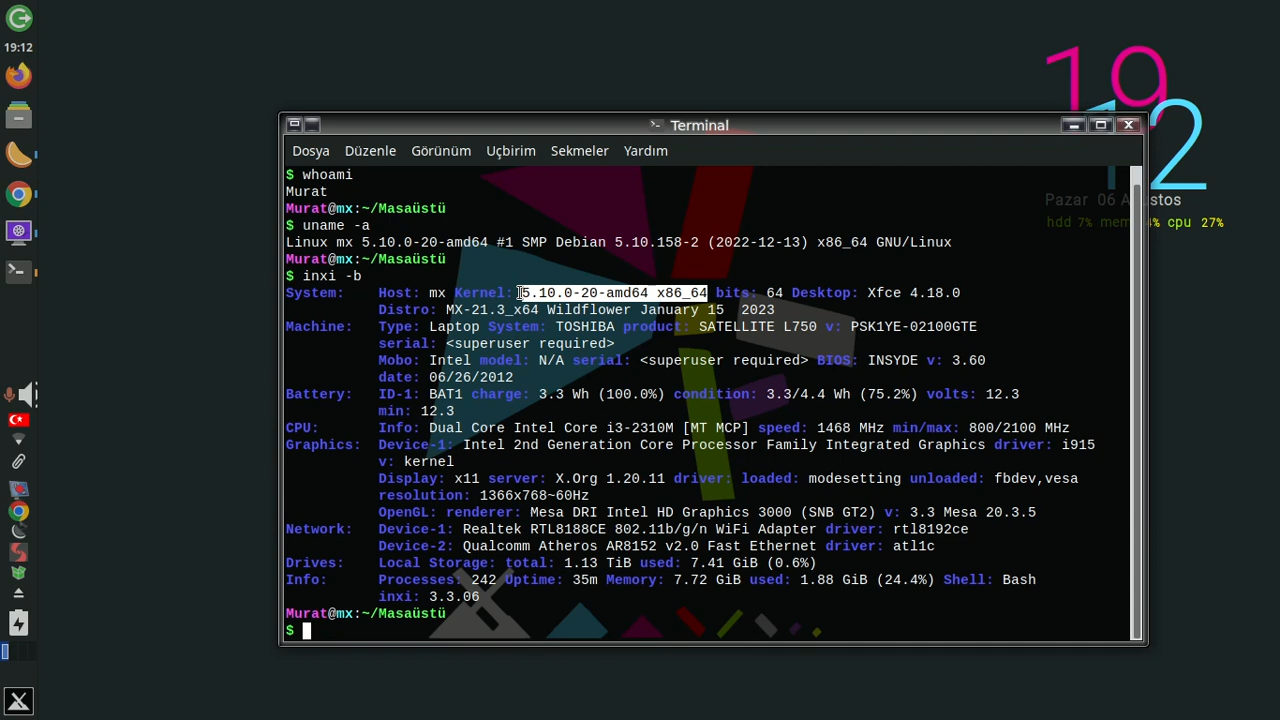 19:12
19
12
Pazar 06 A stos
hdd 7% mem 4% cpu 27%
Terminal
Dosya Düzenle Görünüm Uçbirim Sekmeler Yardım
$ whoami
Murat
Murat@mx:~/Masaüstü
$ uname -a
Linux mx 5.10.0-20-amd64 #1 SMP Debian 5.10.158-2 (2022-12-13) x86_64 GNU/Linux
Murat@mx:~/Masaüstü
$ inxi -b
System: Host: mx Kernel: 5.10.0-20-amd64 x86_64 bits: 64 Desktop: Xfce 4.18.0
Distro: MX-21.3_x64 Wildflower January 15 2023
Machine: Type: Laptop System: TOSHIBA product: SATELLITE L750 v: PSK1YE-02100GTE
serial: <superuser required>
Mobo: Intel model: N/A serial: <superuser required> BIOS: INSYDE v: 3.60
date: 06/26/2012
Battery: ID-1: BAT1 charge: 3.3 Wh (100.0%) condition: 3.3/4.4 Wh (75.2%) volts: 12.3
min: 12.3
CPU: Info: Dual Core Intel Core i3-2310M [MT MCP] speed: 1468 MHz min/max: 800/2100 MHz
Graphics: Device-1: Intel 2nd Generation Core Processor Family Integrated Graphics driver: i915
v: kernel
Display: x11 server: X.Org 1.20.11 driver: loaded: modesetting unloaded: fbdev,vesa
resolution: 1366x768~60Hz
OpenGL: renderer: Mesa DRI Intel HD Graphics 3000 (SNB GT2) v: 3.3 Mesa 20.3.5
Network: Device-1: Realtek RTL8188CE 802.11b/g/n WiFi Adapter driver: rtl8192ce
Device-2: Qualcomm Atheros AR8152 v2.0 Fast Ethernet driver: atl1c
Drives: Local Storage: total: 1.13 TiB used: 7.41 GiB (0.6%)
Info: Processes: 242 Uptime: 35m Memory: 7.72 GiB used: 1.88 GiB (24.4%) Shell: Bash
inxi: 3.3.06
Murat@mx:~/Masaüstü
$